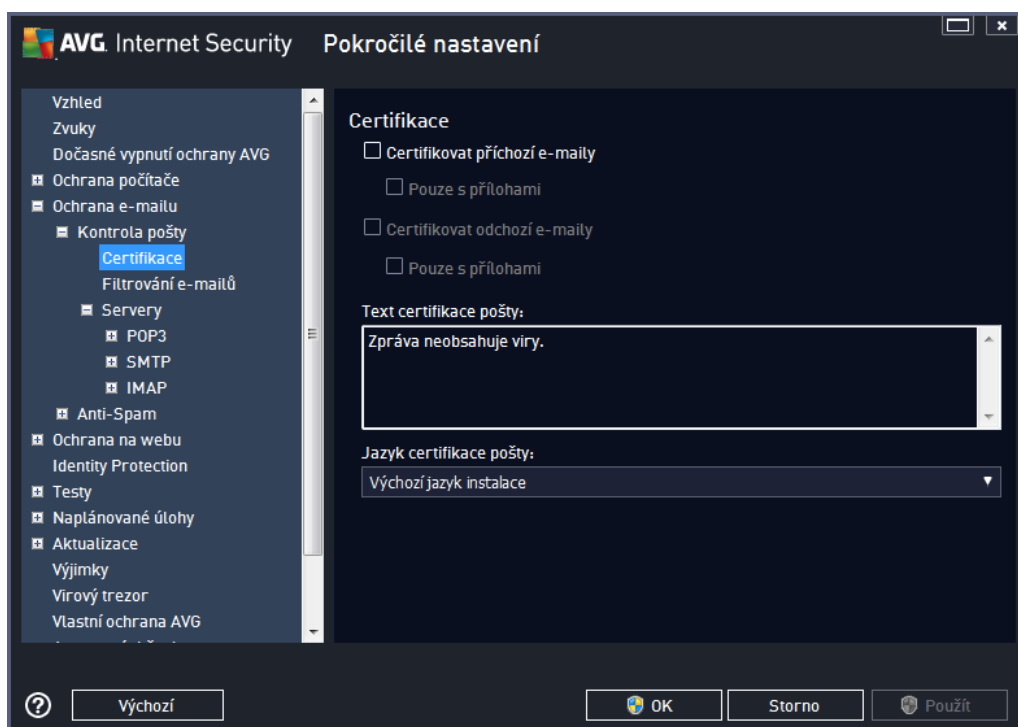 AVG. Internet Security Pokročilé nastavení
Vzhled
Zvuky
Dočasné vypnutí ochrany AVG
Ochrana počítače
Ochrana e-mailu
Kontrola pošty
Certifikace
Filtrování e-mailů
Servery
POP3
SMTP
IMAP
Anti-Spam
Ochrana na webu
Identity Protection
Testy
Naplánované úlohy
Aktualizace
Výjimky
Virový trezor
Vlastní ochrana AVG
Certifikace
Certifikovat příchozí e-maily
Pouze s přílohami
Certifikovat odchozí e-maily
Pouze s přílohami
Text certifikace pošty:
Zpráva neobsahuje viry.
Jazyk certifikace pošty:
Výchozí jazyk instalace
Výchozí OK Storno Použít